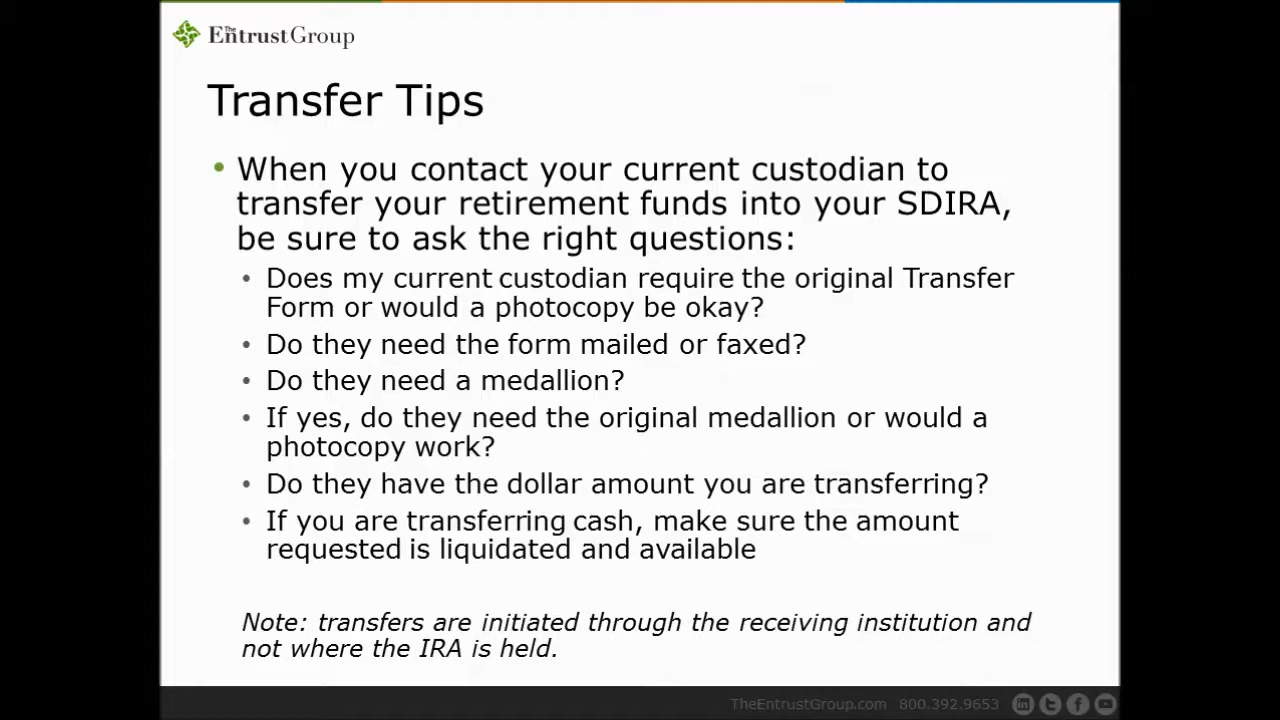 The EntrustGroup
Transfer Tips
• When you contact your current custodian to
transfer your retirement funds into your SDIRA,
be sure to ask the right questions:
• Does my current custodian require the original Transfer
Form or would a photocopy be okay?
• Do they need the form mailed or faxed?
• Do they need a medallion?
• If yes, do they need the original medallion or would a
photocopy work?
• Do they have the dollar amount you are transferring?
• If you are transferring cash, make sure the amount
requested is liquidated and available
Note: transfers are initiated through the receiving institution and
not where the IRA is held.
TheEntrustGroup.com 800.392.9653